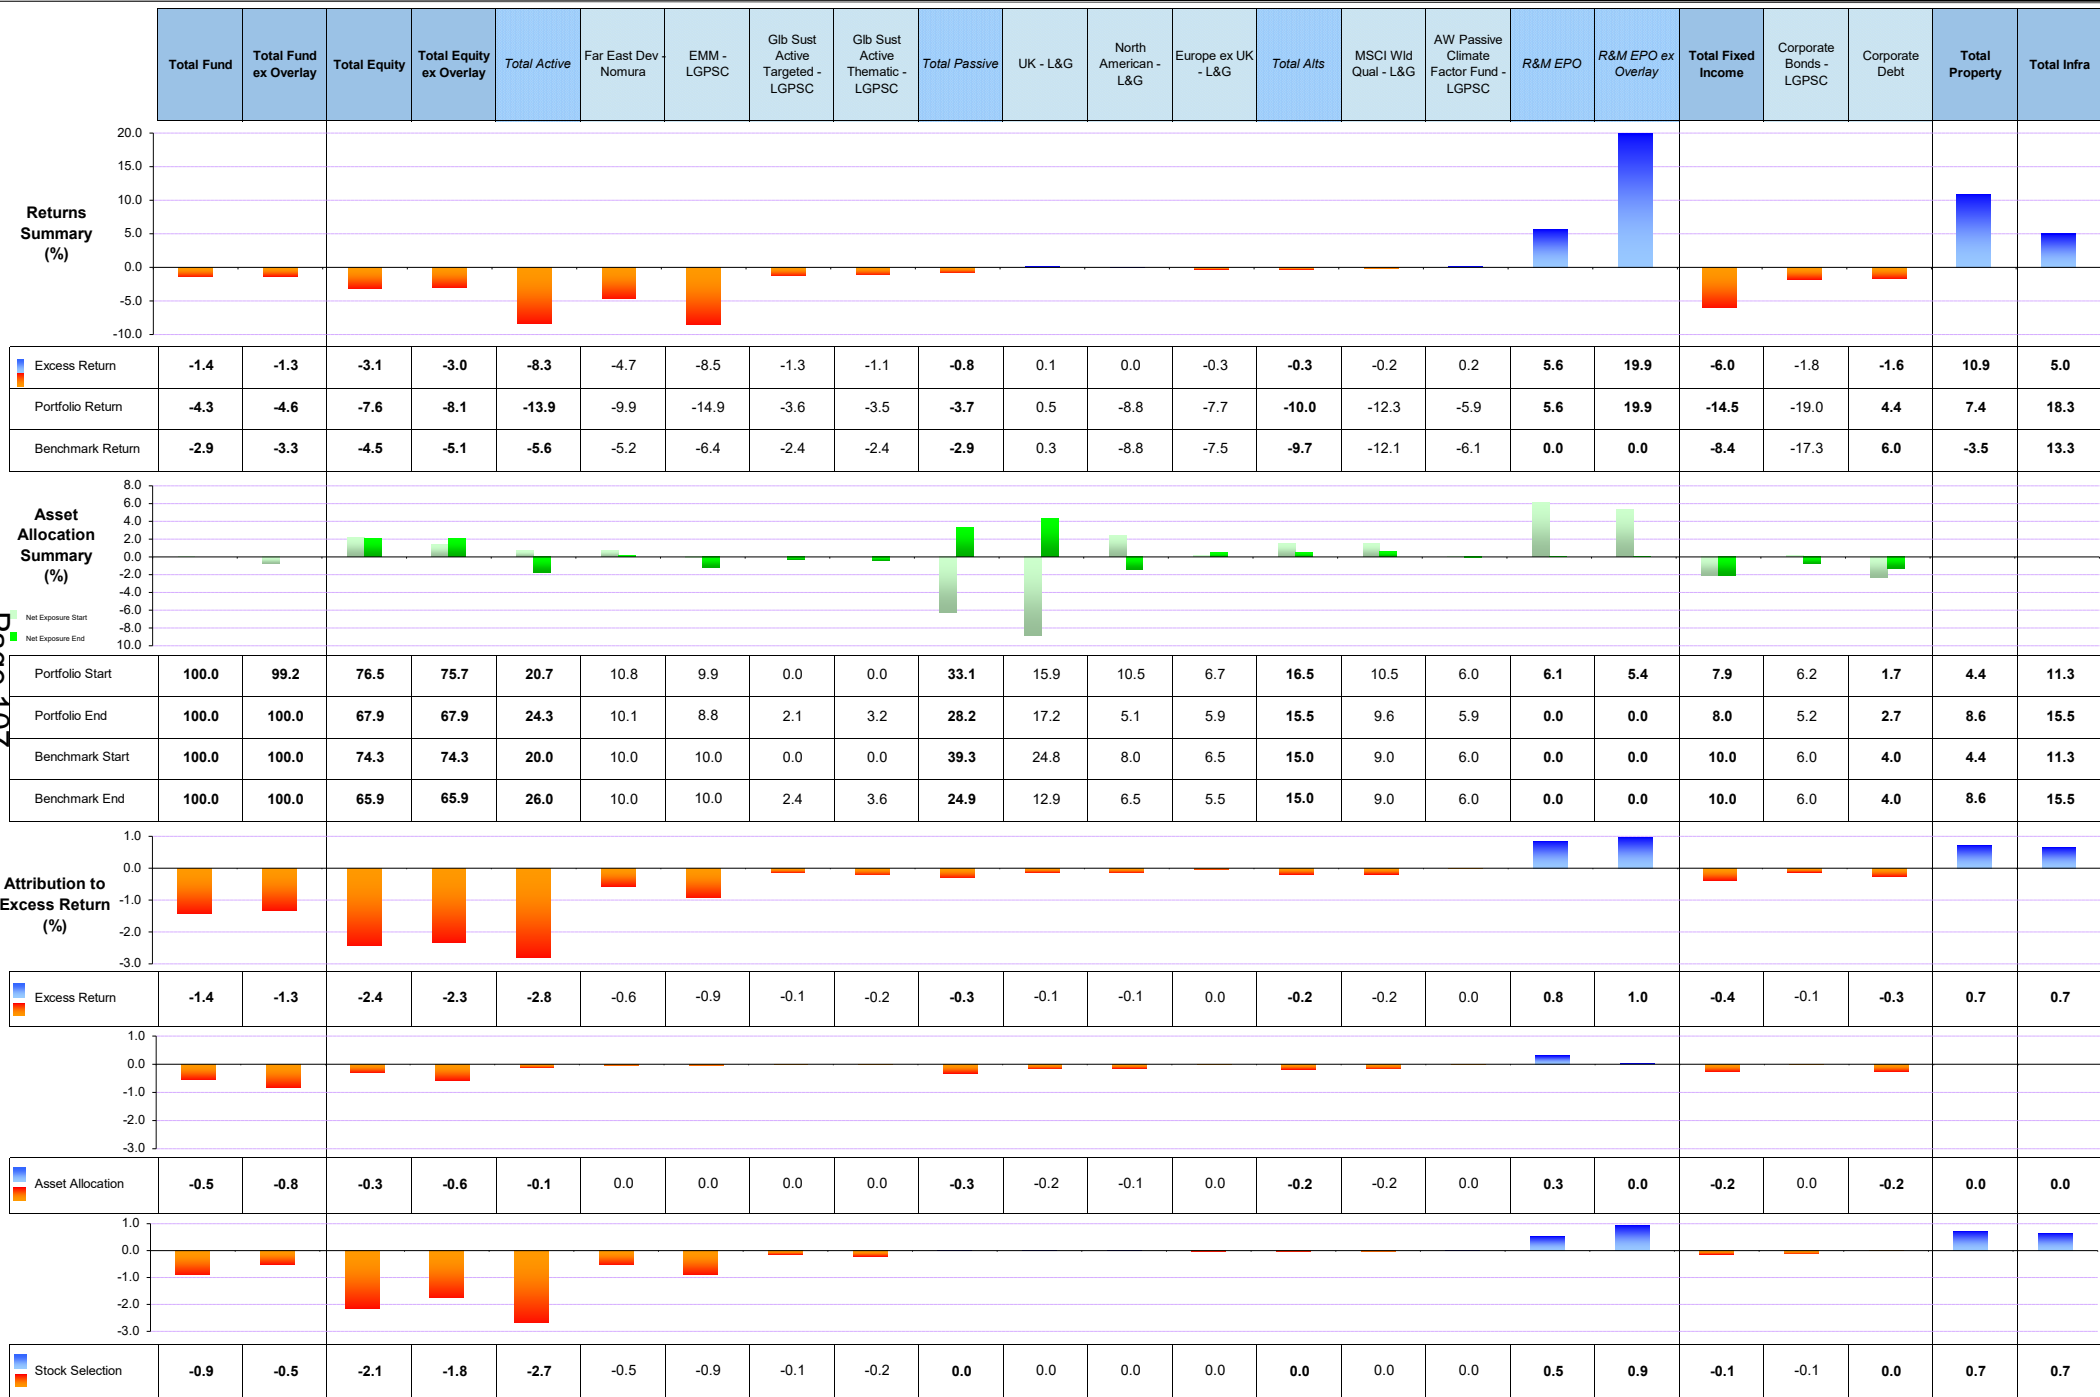 Total Fund | Total Fund ex Overlay | Total Equity | Total Equity ex Overlay | Total Active | Far East Dev - Nomura | EMM - LGPSC | Glb Sust Active Targeted - LGPSC | Glb Sust Active Thematic - LGPSC | Total Passive | UK - L&G | North American - L&G | Europe ex UK - L&G | Total Alts | MSCI Wld Qual - L&G | AW Passive Climate Factor Fund - LGPSC | R&M EPO | R&M EPO ex Overlay | Total Fixed Income | Corporate Bonds - LGPSC | Corporate Debt | Total Property | Total Infra
Returns
Summary
(%)
20.0
15.0
10.0
5.0
0.0
-5.0
-10.0
Excess Return | -1.4 | -1.3 | -3.1 | -3.0 | -8.3 | -4.7 | -8.5 | -1.3 | -1.1 | -0.8 | 0.1 | 0.0 | -0.3 | -0.3 | -0.2 | 0.2 | 5.6 | 19.9 | -6.0 | -1.8 | -1.6 | 10.9 | 5.0
Portfolio Return | -4.3 | -4.6 | -7.6 | -8.1 | -13.9 | -9.9 | -14.9 | -3.6 | -3.5 | -3.7 | 0.5 | -8.8 | -7.7 | -10.0 | -12.3 | -5.9 | 5.6 | 19.9 | -14.5 | -19.0 | 4.4 | 7.4 | 18.3
Benchmark Return | -2.9 | -3.3 | -4.5 | -5.1 | -5.6 | -5.2 | -6.4 | -2.4 | -2.4 | -2.9 | 0.3 | -8.8 | -7.5 | -9.7 | -12.1 | -6.1 | 0.0 | 0.0 | -8.4 | -17.3 | 6.0 | -3.5 | 13.3
Asset
Allocation
Summary
(%)
8.0
6.0
4.0
2.0
0.0
-2.0
-4.0
-6.0
-8.0
10.0
Net Exposure Start
Net Exposure End
Portfolio Start | 100.0 | 99.2 | 76.5 | 75.7 | 20.7 | 10.8 | 9.9 | 0.0 | 0.0 | 33.1 | 15.9 | 10.5 | 6.7 | 16.5 | 10.5 | 6.0 | 6.1 | 5.4 | 7.9 | 6.2 | 1.7 | 4.4 | 11.3
Portfolio End | 100.0 | 100.0 | 67.9 | 67.9 | 24.3 | 10.1 | 8.8 | 2.1 | 3.2 | 28.2 | 17.2 | 5.1 | 5.9 | 15.5 | 9.6 | 5.9 | 0.0 | 0.0 | 8.0 | 5.2 | 2.7 | 8.6 | 15.5
Benchmark Start | 100.0 | 100.0 | 74.3 | 74.3 | 20.0 | 10.0 | 10.0 | 0.0 | 0.0 | 39.3 | 24.8 | 8.0 | 6.5 | 15.0 | 9.0 | 6.0 | 0.0 | 0.0 | 10.0 | 6.0 | 4.0 | 4.4 | 11.3
Benchmark End | 100.0 | 100.0 | 65.9 | 65.9 | 26.0 | 10.0 | 10.0 | 2.4 | 3.6 | 24.9 | 12.9 | 6.5 | 5.5 | 15.0 | 9.0 | 6.0 | 0.0 | 0.0 | 10.0 | 6.0 | 4.0 | 8.6 | 15.5
Attribution to
Excess Return
(%)
1.0
0.0
-1.0
-2.0
-3.0
Excess Return | -1.4 | -1.3 | -2.4 | -2.3 | -2.8 | -0.6 | -0.9 | -0.1 | -0.2 | -0.3 | -0.1 | -0.1 | 0.0 | -0.2 | -0.2 | 0.0 | 0.8 | 1.0 | -0.4 | -0.1 | -0.3 | 0.7 | 0.7
1.0
0.0
-1.0
-2.0
-3.0
Asset Allocation | -0.5 | -0.8 | -0.3 | -0.6 | -0.1 | 0.0 | 0.0 | 0.0 | 0.0 | -0.3 | -0.2 | -0.1 | 0.0 | -0.2 | -0.2 | 0.0 | 0.3 | 0.0 | -0.2 | 0.0 | -0.2 | 0.0 | 0.0
1.0
0.0
-1.0
-2.0
-3.0
Stock Selection | -0.9 | -0.5 | -2.1 | -1.8 | -2.7 | -0.5 | -0.9 | -0.1 | -0.2 | 0.0 | 0.0 | 0.0 | 0.0 | 0.0 | 0.0 | 0.0 | 0.5 | 0.9 | -0.1 | -0.1 | 0.0 | 0.7 | 0.7